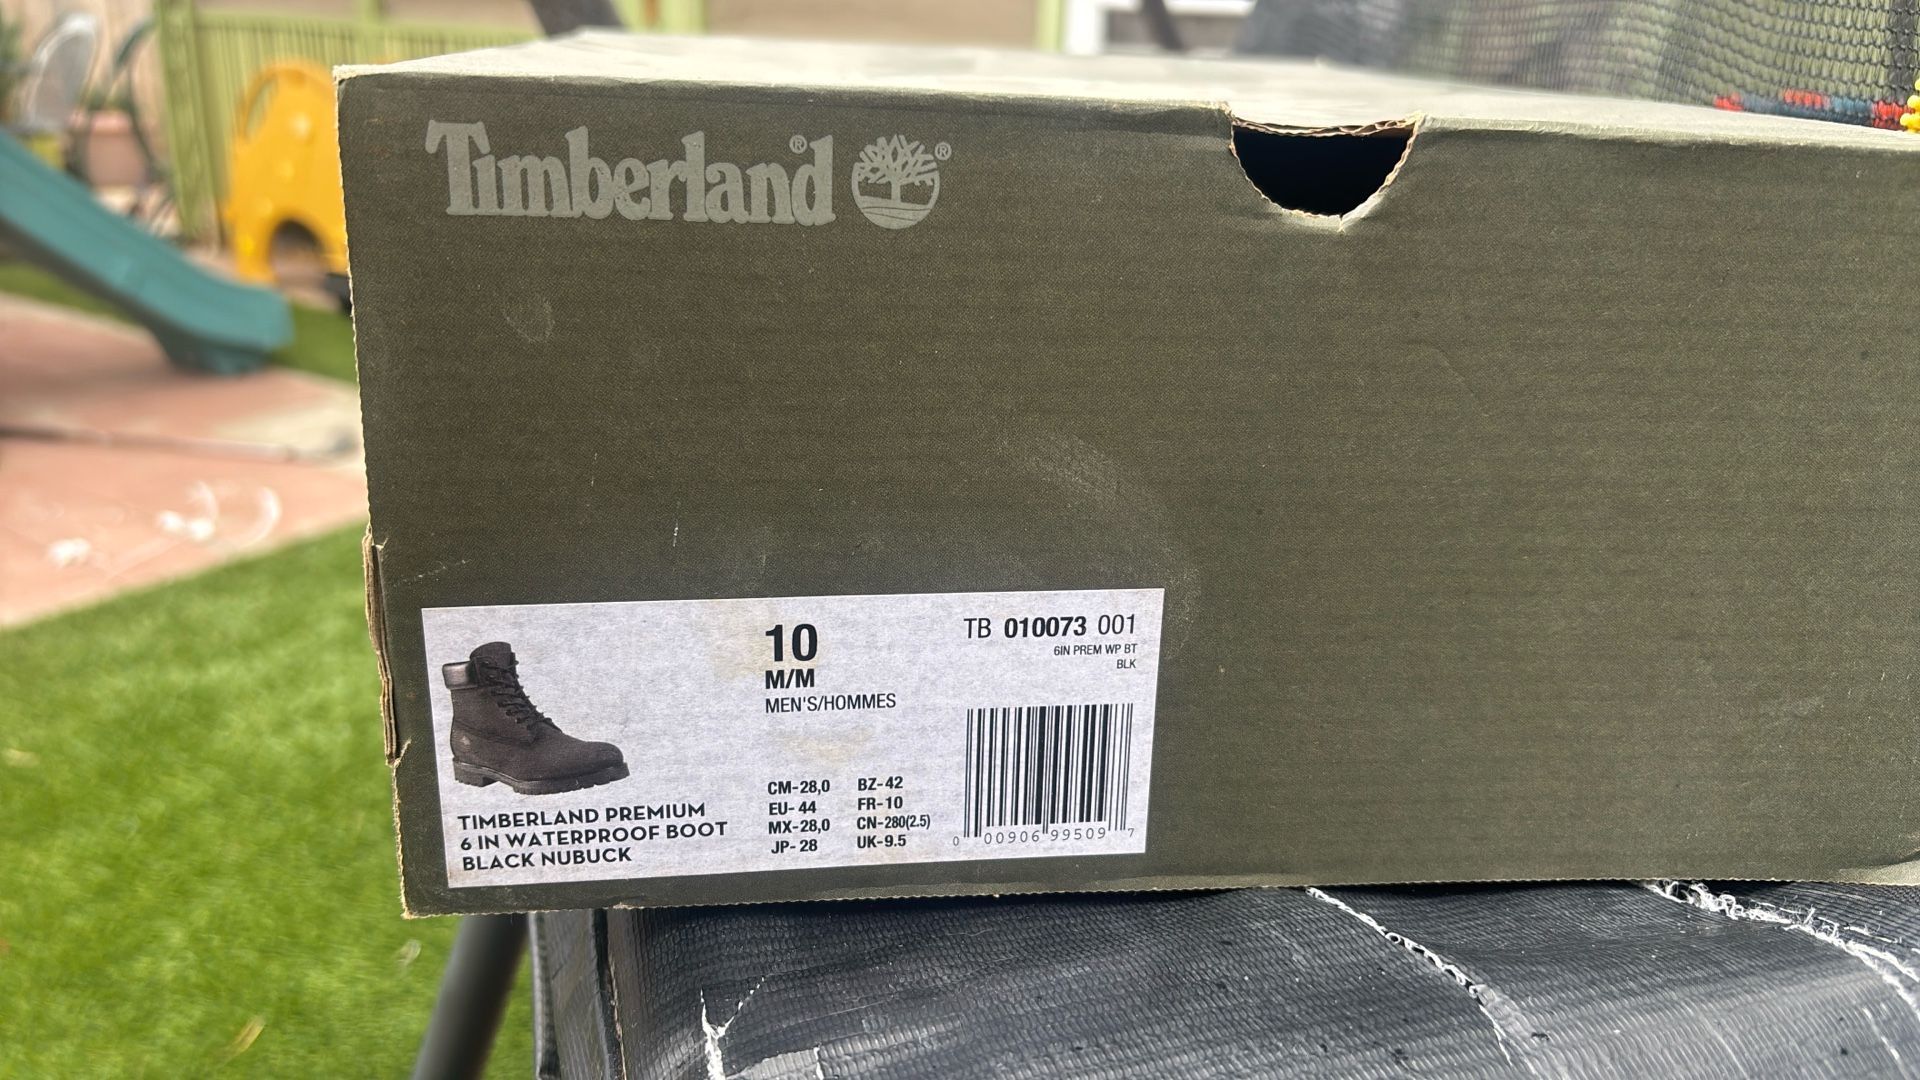 Timberland® ®
10
M/M
MEN'S/HOMMES
TB 010073 001
6IN PREM WP BT
BLK
TIMBERLAND PREMIUM
6 IN WATERPROOF BOOT
BLACK NUBUCK
CM-28,0 BZ-42
EU- 44 FR-10
MX-28,0 CN-280(2.5)
JP- 28 UK-9.5
0 00906 99509 7